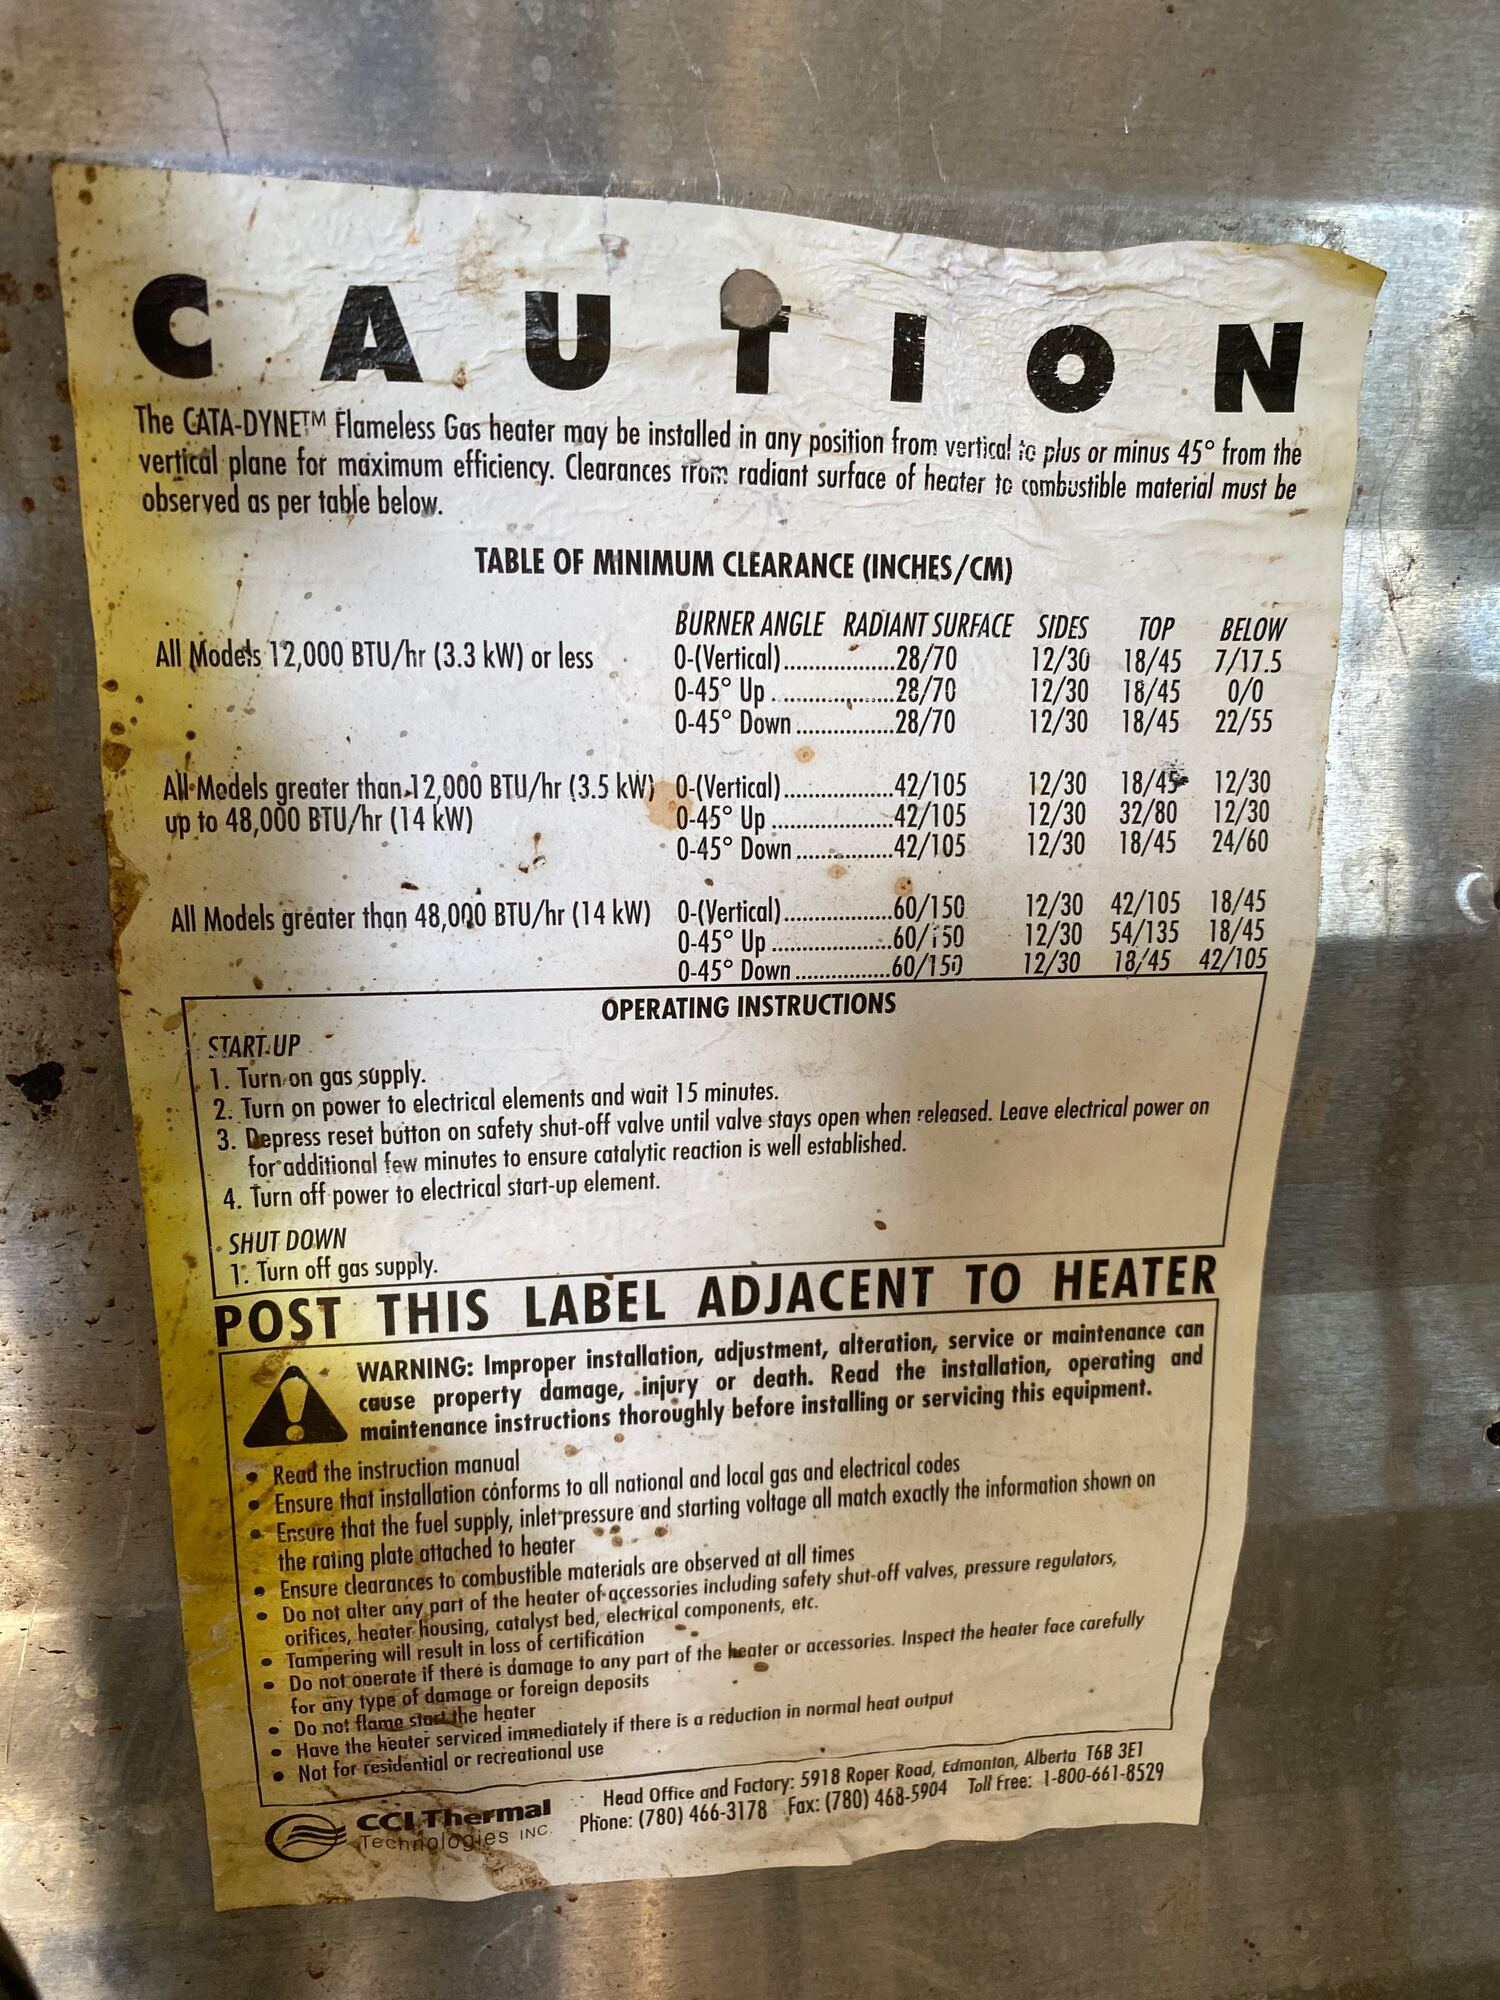 CAUTION
The CATA-DYNE™ Flameless Gas heater may be installed in any position from vertical to plus or minus 45° from the
vertical plane for maximum efficiency. Clearances from radiant surface of heater to combustible material must be
observed as per table below.
TABLE OF MINIMUM CLEARANCE (INCHES/CM)
BURNER ANGLE RADIANT SURFACE SIDES TOP BELOW
All Models 12,000 BTU/hr (3.3 kW) or less 0-(Vertical)..................28/70 12/30 18/45 7/17.5
0-45° Up ....................28/70 12/30 18/45 0/0
0-45° Down .................28/70 12/30 18/45 22/55
All Models greater than 12,000 BTU/hr (3.5 kW) 0-(Vertical)..................42/105 12/30 18/45 12/30
up to 48,000 BTU/hr (14 kW) 0-45° Up ....................42/105 12/30 32/80 12/30
0-45° Down .................42/105 12/30 18/45 24/60
All Models greater than 48,000 BTU/hr (14 kW) 0-(Vertical)..................60/150 12/30 42/105 18/45
0-45° Up ....................60/150 12/30 54/135 18/45
0-45° Down .................60/150 12/30 18/45 42/105
OPERATING INSTRUCTIONS
START-UP
1. Turn on gas supply.
2. Turn on power to electrical elements and wait 15 minutes.
3. Depress reset button on safety shut-off valve until valve stays open when released. Leave electrical power on
for additional few minutes to ensure catalytic reaction is well established.
4. Turn off power to electrical start-up element.
SHUT DOWN
1. Turn off gas supply.
POST THIS LABEL ADJACENT TO HEATER
WARNING: Improper installation, adjustment, alteration, service or maintenance can
cause property damage, injury or death. Read the installation, operating and
maintenance instructions thoroughly before installing or servicing this equipment.
• Read the instruction manual
• Ensure that installation conforms to all national and local gas and electrical codes
• Ensure that the fuel supply, inlet pressure and starting voltage all match exactly the information shown on
the rating plate attached to heater
• Ensure clearances to combustible materials are observed at all times
• Do not alter any part of the heater of accessories including safety shut-off valves, pressure regulators,
orifices, heater housing, catalyst bed, electrical components, etc.
• Tampering will result in loss of certification
• Do not operate if there is damage to any part of the heater or accessories. Inspect the heater face carefully
for any type of damage or foreign deposits
• Do not flame start the heater
• Have the heater serviced immediately if there is a reduction in normal heat output
• Not for residential or recreational use
CCI Thermal
Technologies INC.
Head Office and Factory: 5918 Roper Road, Edmonton, Alberta T6B 3E1
Phone: (780) 466-3178 Fax: (780) 468-5904 Toll Free: 1-800-661-8529